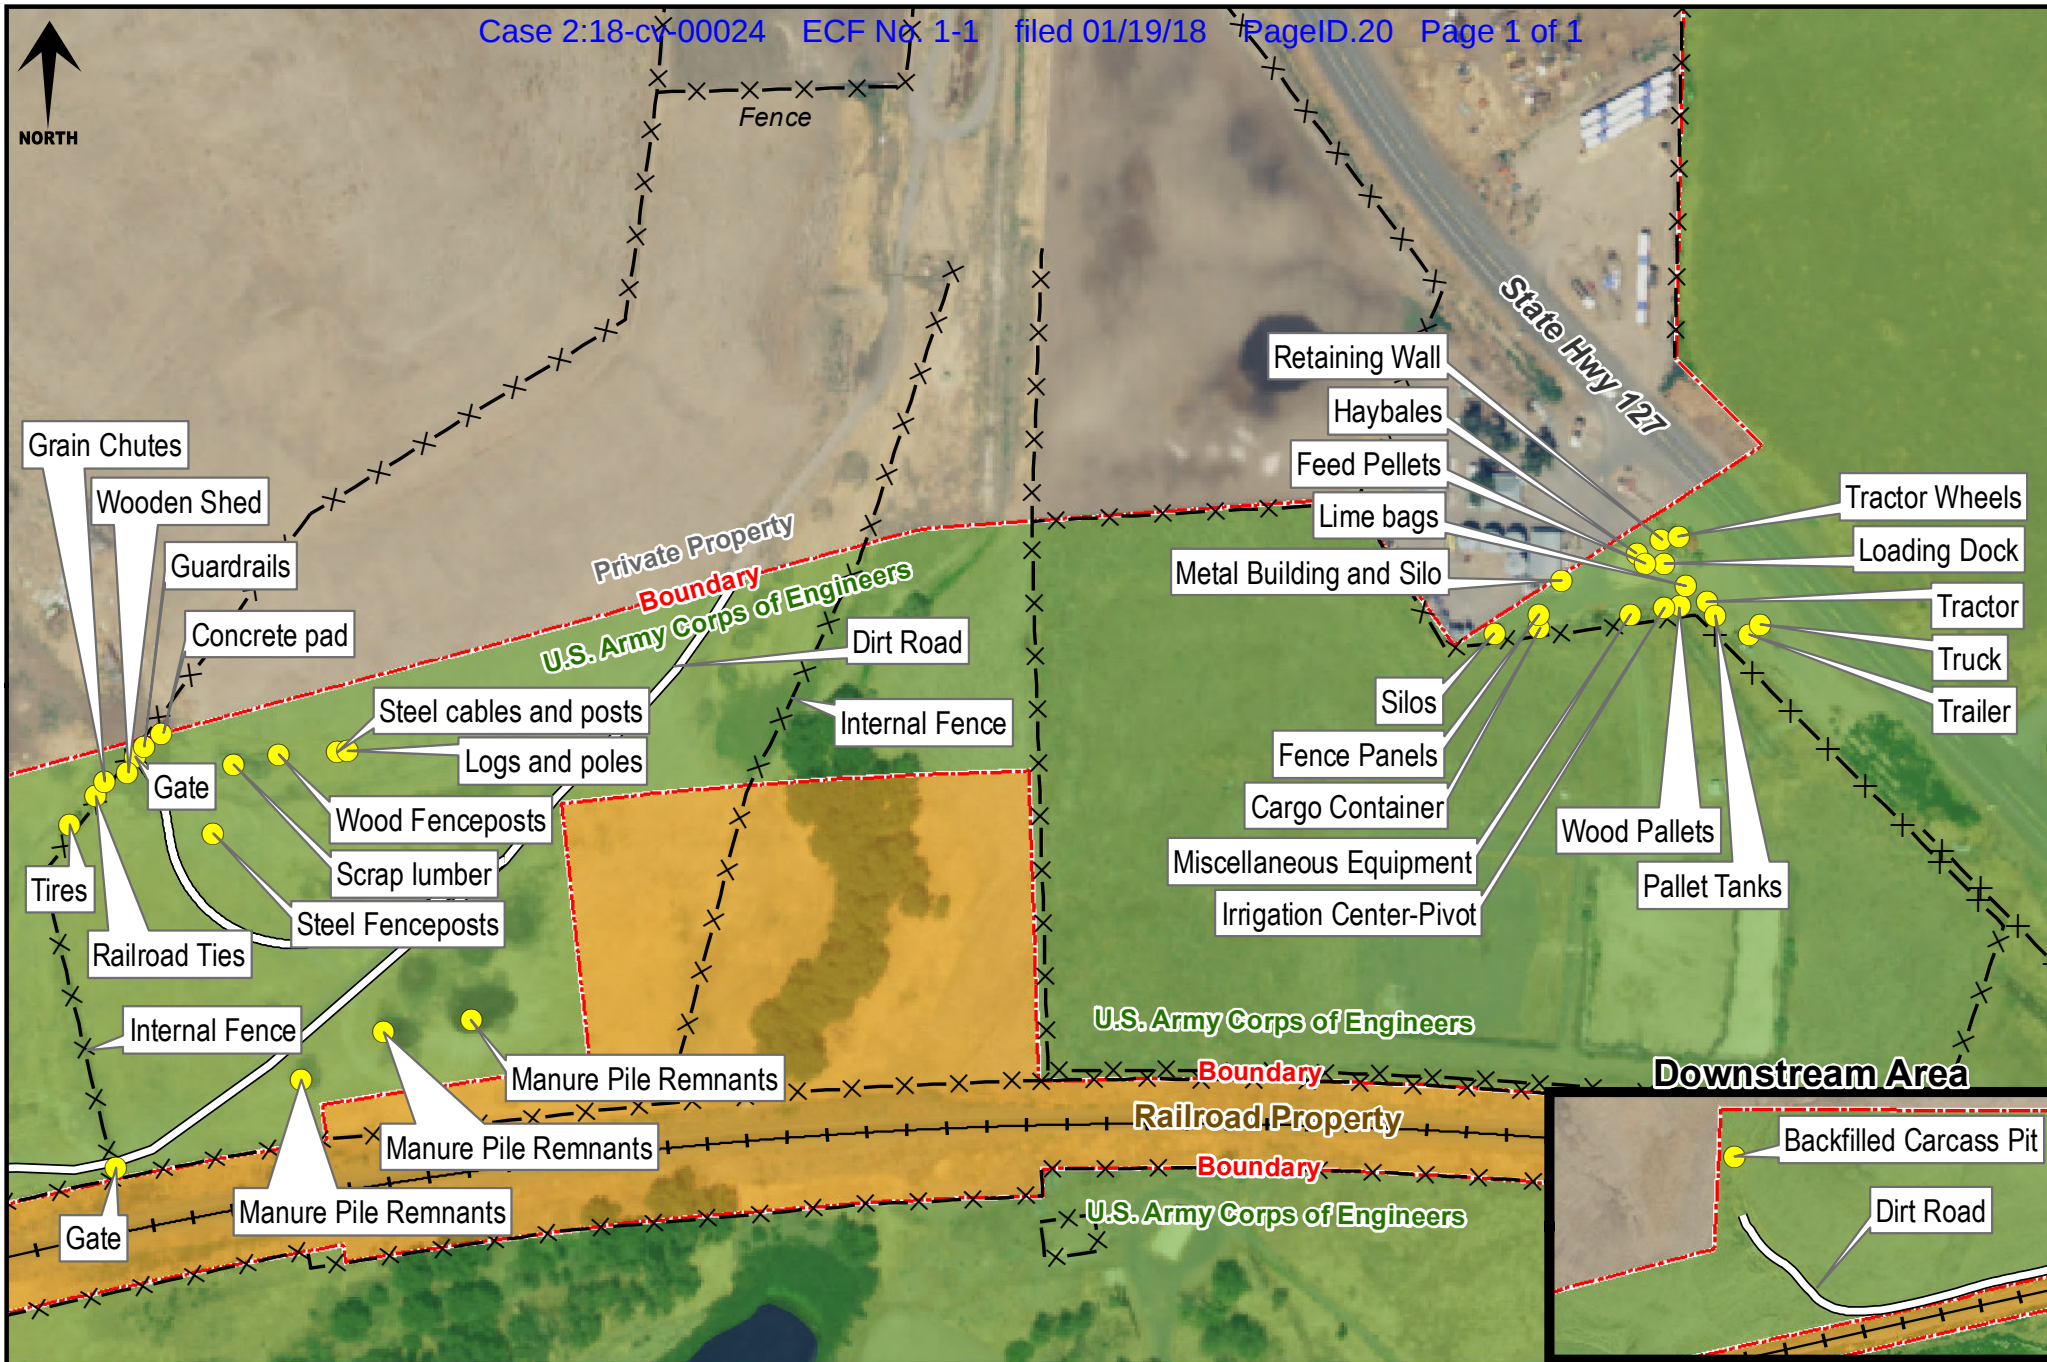 Case 2:18-cv-00024 ECF No. 1-1 filed 01/19/18 PageID.20 Page 1 of 1
NORTH
Fence
State Hwy 127
Retaining Wall
Haybales
Feed Pellets
Lime bags
Metal Building and Silo
Tractor Wheels
Loading Dock
Tractor
Truck
Trailer
Grain Chutes
Wooden Shed
Guardrails
Concrete pad
Private Property
Boundary
U.S. Army Corps of Engineers
Dirt Road
Internal Fence
Steel cables and posts
Logs and poles
Gate
Wood Fenceposts
Scrap lumber
Steel Fenceposts
Tires
Railroad Ties
Internal Fence
Silos
Fence Panels
Cargo Container
Miscellaneous Equipment
Irrigation Center-Pivot
Wood Pallets
Pallet Tanks
U.S. Army Corps of Engineers
Boundary
Railroad Property
Boundary
U.S. Army Corps of Engineers
Manure Pile Remnants
Manure Pile Remnants
Manure Pile Remnants
Gate
Downstream Area
Backfilled Carcass Pit
Dirt Road